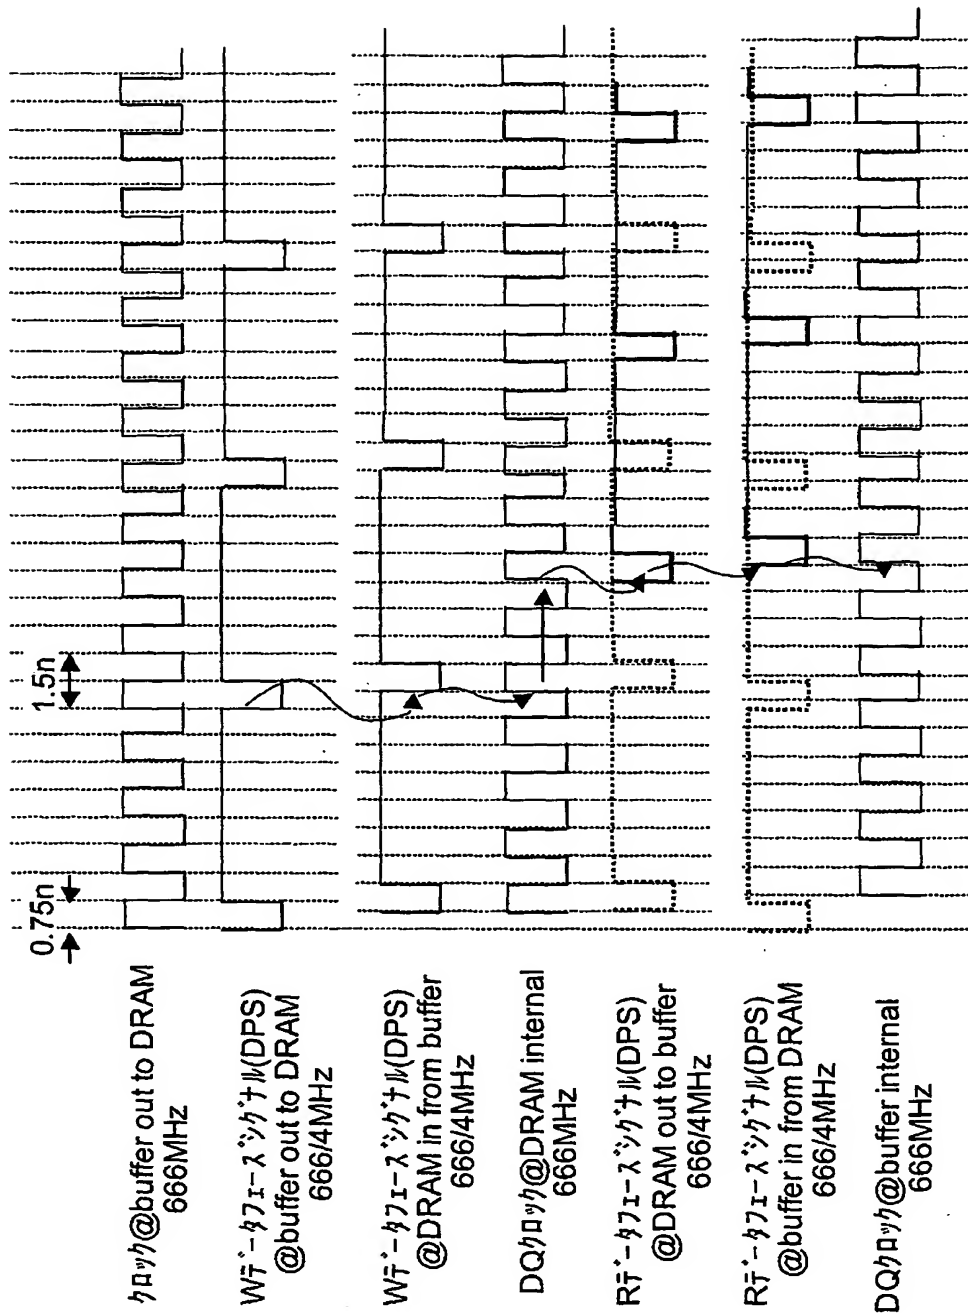 0.75n
1.5n
ｸﾛｯｸ@buffer out to DRAM
666MHz
Wﾃﾞｰﾀﾌｪｰｽﾞｼｸﾞﾅﾙ(DPS)
@buffer out to DRAM
666/4MHz
Wﾃﾞｰﾀﾌｪｰｽﾞｼｸﾞﾅﾙ(DPS)
@DRAM in from buffer
666/4MHz
DQｸﾛｯｸ@DRAM internal
666MHz
Rﾃﾞｰﾀﾌｪｰｽﾞｼｸﾞﾅﾙ(DPS)
@DRAM out to buffer
666/4MHz
Rﾃﾞｰﾀﾌｪｰｽﾞｼｸﾞﾅﾙ(DPS)
@buffer in from DRAM
666/4MHz
DQｸﾛｯｸ@buffer internal
666MHz